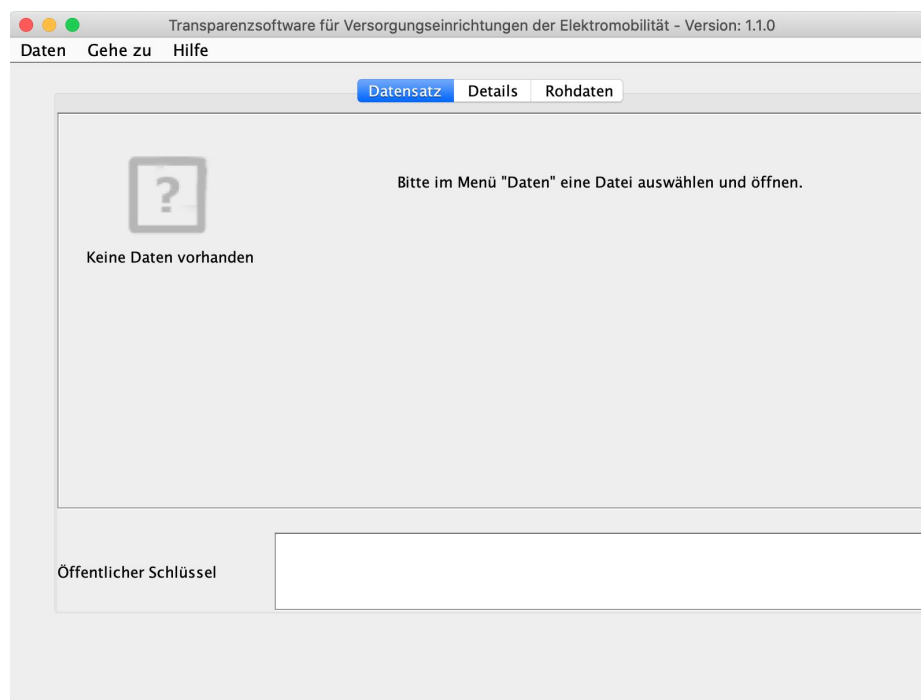 Transparenzsoftware für Versorgungseinrichtungen der Elektromobilität - Version: 1.1.0
Daten Gehe zu Hilfe
Datensatz Details Rohdaten
?
Bitte im Menü "Daten" eine Datei auswählen und öffnen.
Keine Daten vorhanden
Öffentlicher Schlüssel